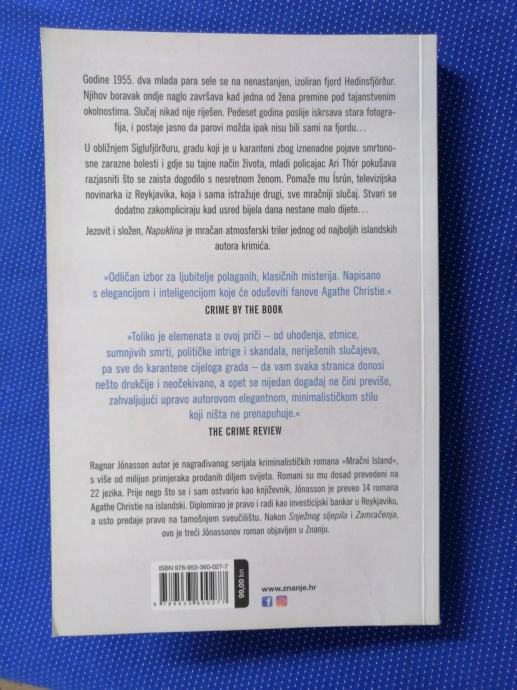 Godine 1955. dva mlada para sele se na nenastanjen, izoliran fjord Hedinsfjörður.
Njihov boravak ondje naglo završava kad jedna od žena premine pod tajanstvenim
okolnostima. Slučaj nikad nije riješen. Pedeset godina poslije iskrsava stara fotogra-
fija, i postaje jasno da parovi možda ipak nisu bili sami na fjordu…
U obližnjem Siglufjörðuru, gradu koji je u karanteni zbog iznenadne pojave smrtono-
sne zarazne bolesti i gdje su tajne način života, mladi policajac Ari Thór pokušava
razjasniti što se zaista dogodilo s nesretnom ženom. Pomaže mu Ísrún, televizijska
novinarka iz Reykjavika, koja i sama istražuje drugi, sve mračniji slučaj. Stvari se
dodatno zakompliciraju kad usred bijela dana nestane malo dijete…
Jezovit i složen, Napuklina je mračan atmosferski triler jednog od najboljih islandskih
autora krimića.
»Odličan izbor za ljubitelje polaganih, klasičnih misterija. Napisano
s elegancijom i inteligencijom koje će oduševiti fanove Agathe Christie.«
CRIME BY THE BOOK
»Toliko je elemenata u ovoj priči – od uhođenja, otmice,
sumnjivih smrti, političke intrige i skandala, neriješenih slučajeva,
pa sve do karantene cijeloga grada – da vam svaka stranica donosi
nešto drukčije i neočekivano, a opet se nijedan događaj ne čini previše,
zahvaljujući upravo autorovom elegantnom, minimalističkom stilu
koji ništa ne prenapuhuje.«
THE CRIME REVIEW
Ragnar Jónasson autor je nagrađivanog serijala kriminalističkih romana »Mračni Island«,
s više od milijun primjeraka prodanih diljem svijeta. Romani su mu dosad prevedeni na
22 jezika. Prije nego što se i sam ostvario kao književnik, Jónasson je preveo 14 romana
Agathe Christie na islandski. Diplomirao je pravo i radi kao investicijski bankar u Reykjaviku,
a usto predaje pravo na tamošnjem sveučilištu. Nakon Snježnog sljepila i Zamračenja,
ovo je treći Jónassonov roman objavljen u Znanju.
ISBN 978-953-360-027-7
9 789533 600277
99,00 kn
www.znanje.hr